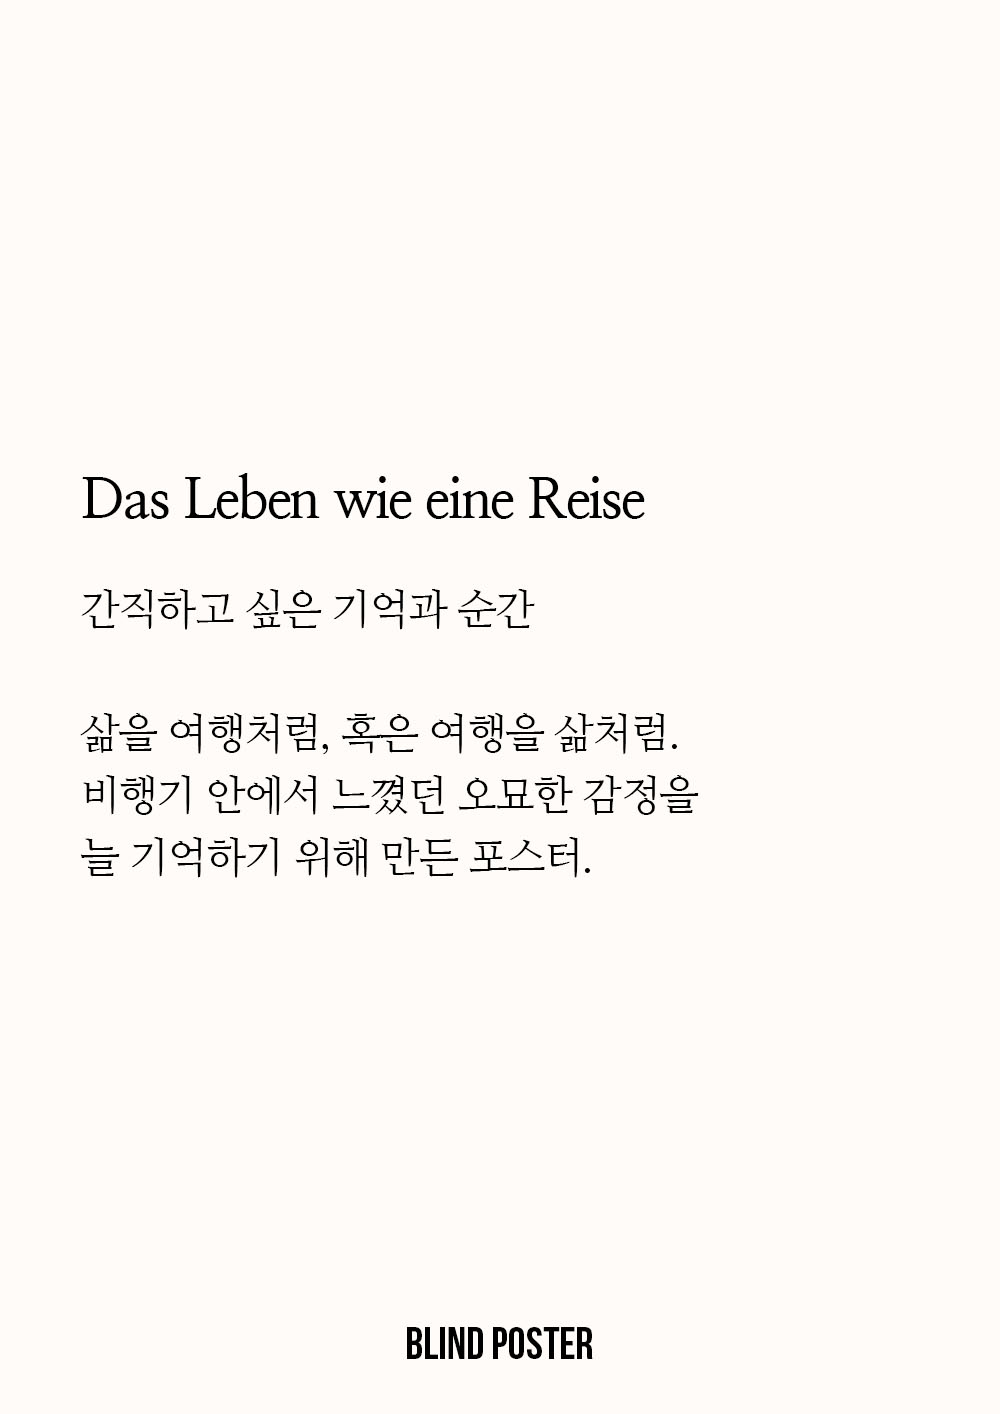 Das Leben wie eine Reise
간직하고 싶은 기억과 순간
삶을 여행처럼, 혹은 여행을 삶처럼.
비행기 안에서 느꼈던 오묘한 감정을
늘 기억하기 위해 만든 포스터.
BLIND POSTER